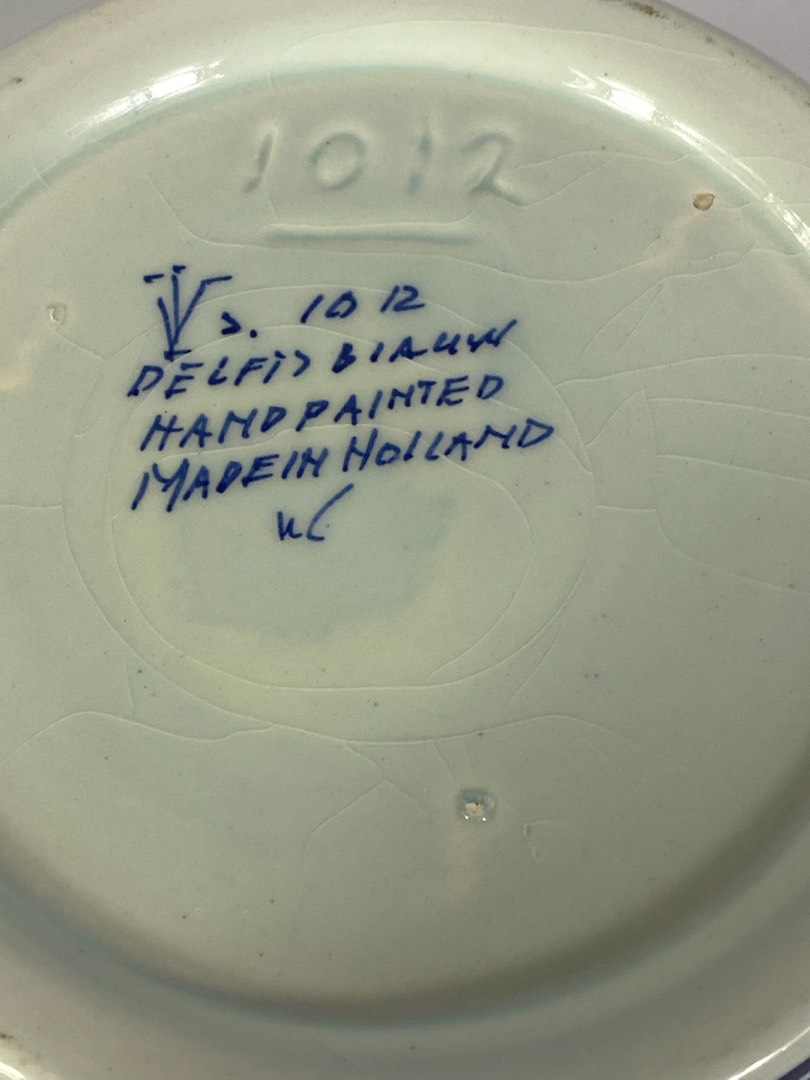 1012
V s. 1012
DELFTS BLAUW
HANDPAINTED
MADE IN HOLLAND